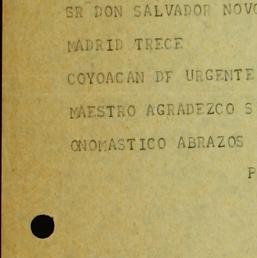 SR DON SALVADOR NOVO
MADRID TRECE
COYOACAN DF URGENTE
MAESTRO AGRADEZCO S
ONOMASTICO ABRAZOS
P